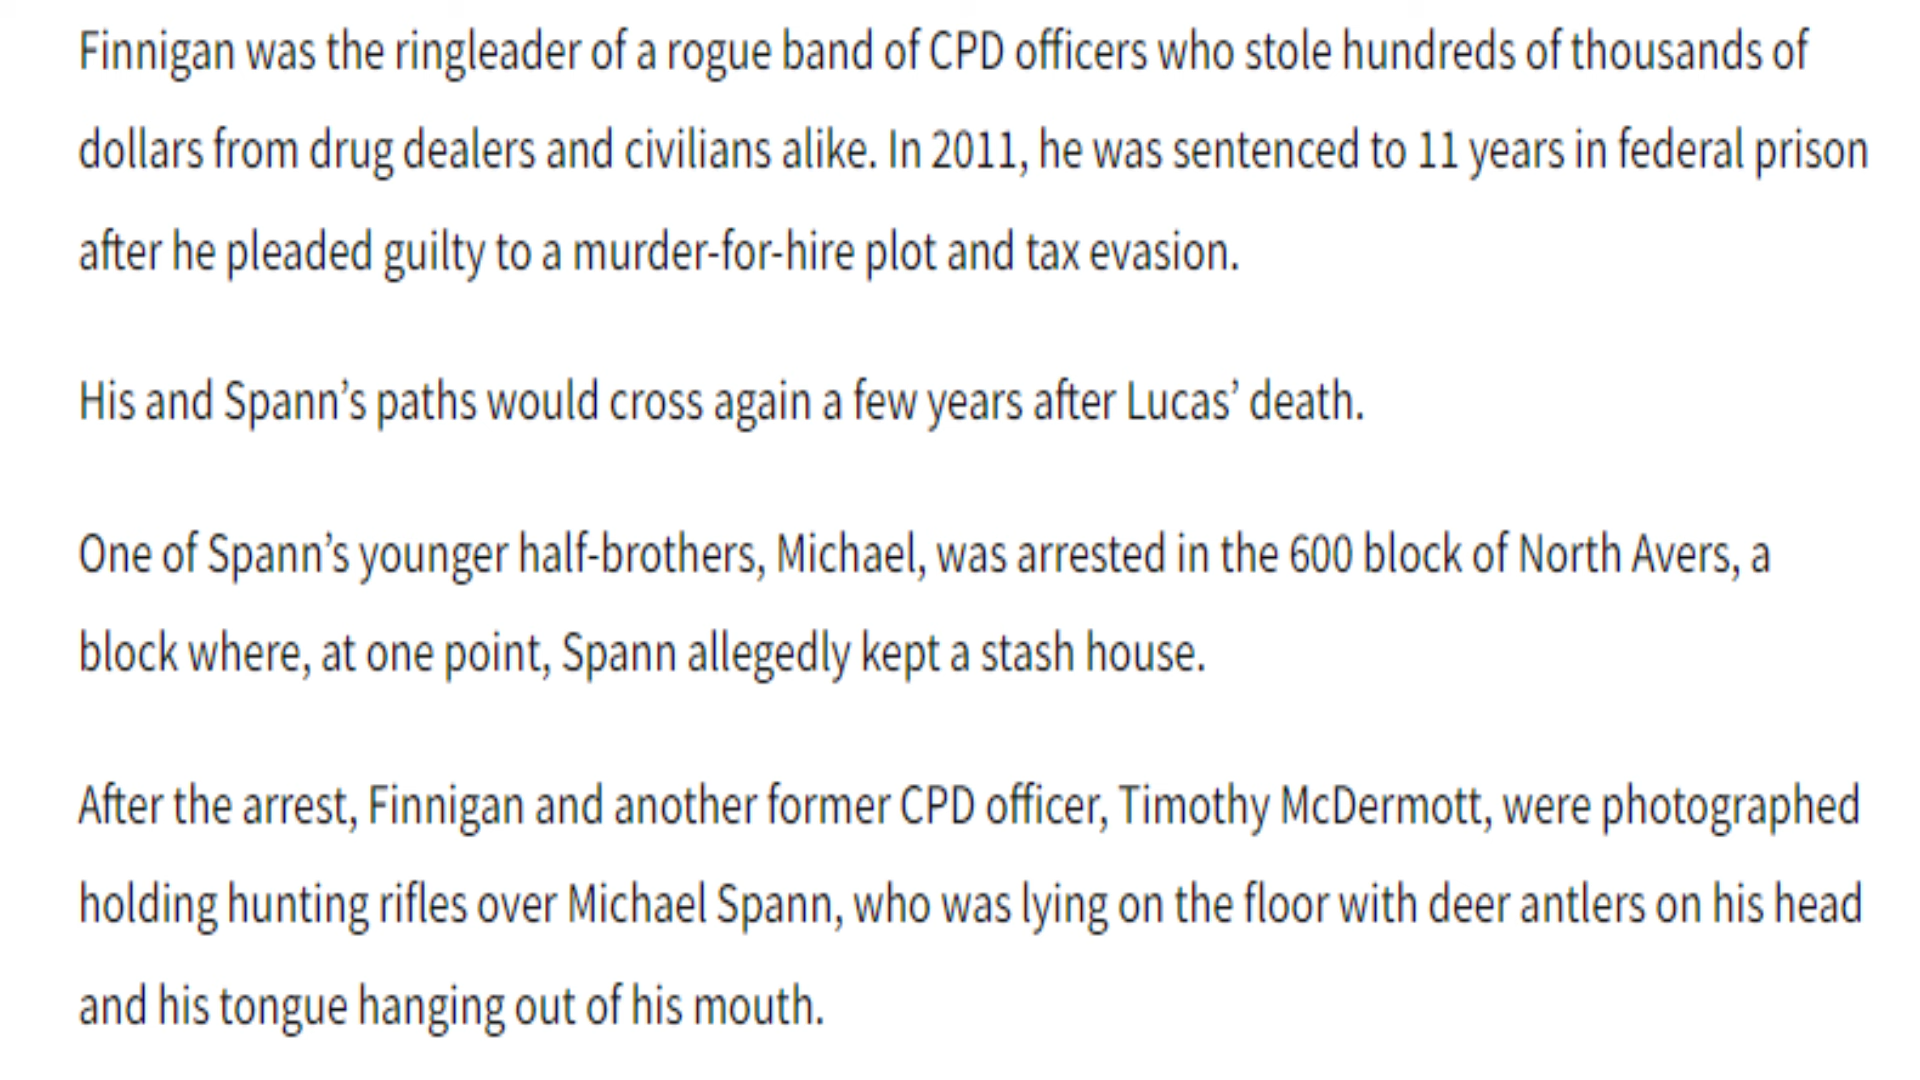 Finnigan was the ringleader of a rogue band of CPD officers who stole hundreds of thousands of
dollars from drug dealers and civilians alike. In 2011, he was sentenced to 11 years in federal prison
after he pleaded guilty to a murder-for-hire plot and tax evasion.
His and Spann’s paths would cross again a few years after Lucas’ death.
One of Spann’s younger half-brothers, Michael, was arrested in the 600 block of North Avers, a
block where, at one point, Spann allegedly kept a stash house.
After the arrest, Finnigan and another former CPD officer, Timothy McDermott, were photographed
holding hunting rifles over Michael Spann, who was lying on the floor with deer antlers on his head
and his tongue hanging out of his mouth.